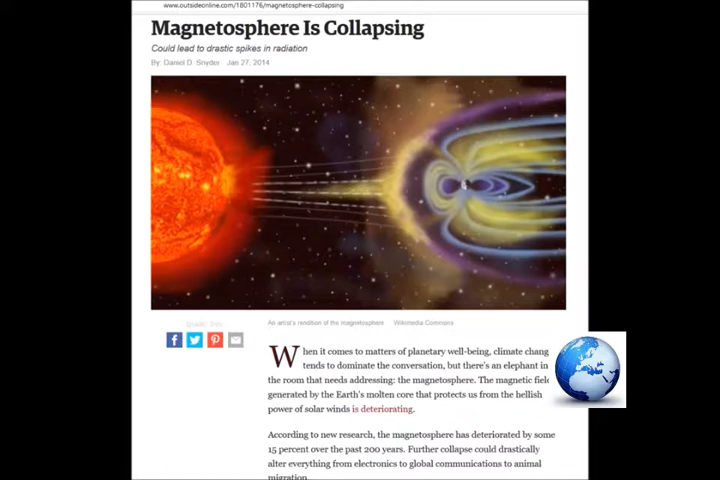 www.outsideonline.com/1801176/magnetosphere-collapsing
Magnetosphere Is Collapsing
Could lead to drastic spikes in radiation
By: Daniel D. Snyder Jan 27, 2014
An artist's rendition of the magnetosphere Wikimedia Commons
When it comes to matters of planetary well-being, climate chang
tends to dominate the conversation, but there's an elephant in
the room that needs addressing: the magnetosphere. The magnetic field
generated by the Earth's molten core that protects us from the hellish
power of solar winds is deteriorating.
According to new research, the magnetosphere has deteriorated by some
15 percent over the past 200 years. Further collapse could drastically
alter everything from electronics to global communications to animal
migration.